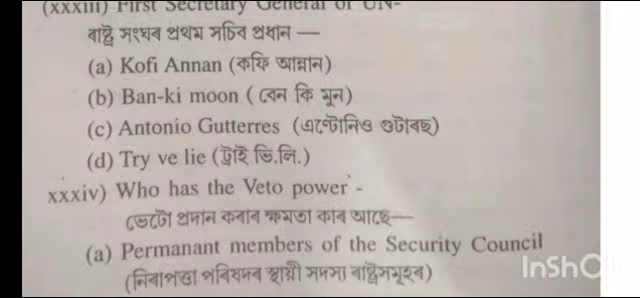 (xxxiii) First Secretary General of UN-
ৰাষ্ট্ৰ সংঘৰ প্ৰথম সচিব প্ৰধান —
(a) Kofi Annan (কফি আন্নান)
(b) Ban-ki moon ( বেন কি মুন)
(c) Antonio Gutterres (এণ্টোনিও গুটাৰছ)
(d) Try ve lie (ট্ৰাই ভি.লি.)
xxxiv) Who has the Veto power -
ভেটো প্ৰদান কৰাৰ ক্ষমতা কাৰ আছে—
(a) Permanant members of the Security Council
(নিৰাপত্তা পৰিষদৰ স্থায়ী সদস্য ৰাষ্ট্ৰসমূহৰ)
InShO